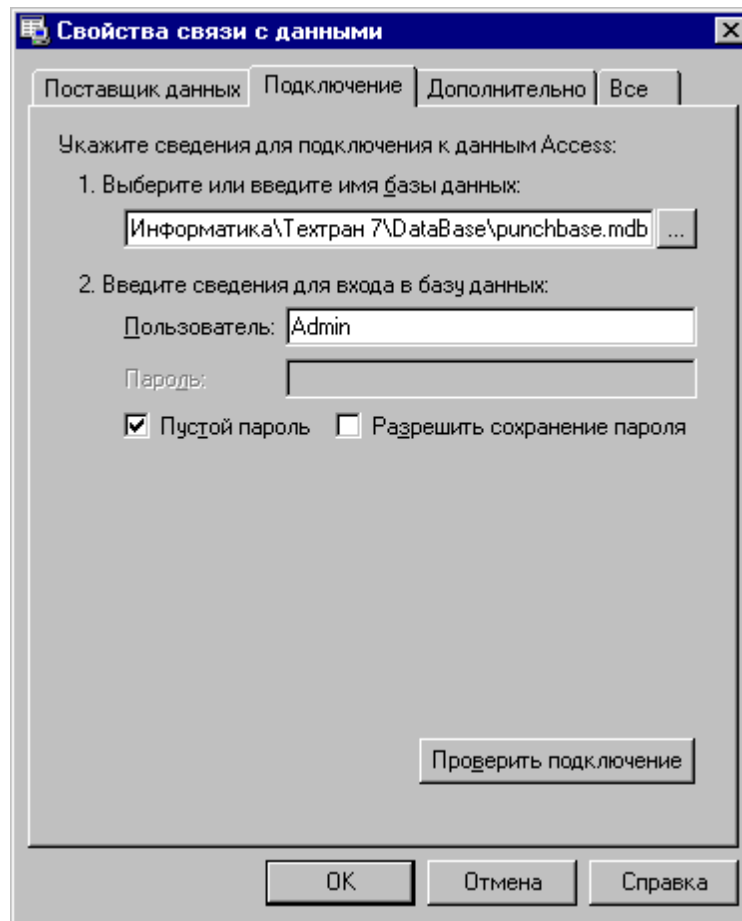 Свойства связи с данными
Поставщик данных Подключение Дополнительно Все
Укажите сведения для подключения к данным Access:
1. Выберите или введите имя базы данных:
Информатика\Техтран 7\DataBase\punchbase.mdb ...
2. Введите сведения для входа в базу данных:
Пользователь: Admin
Пароль:
Пустой пароль Разрешить сохранение пароля
Проверить подключение
OK Отмена Справка